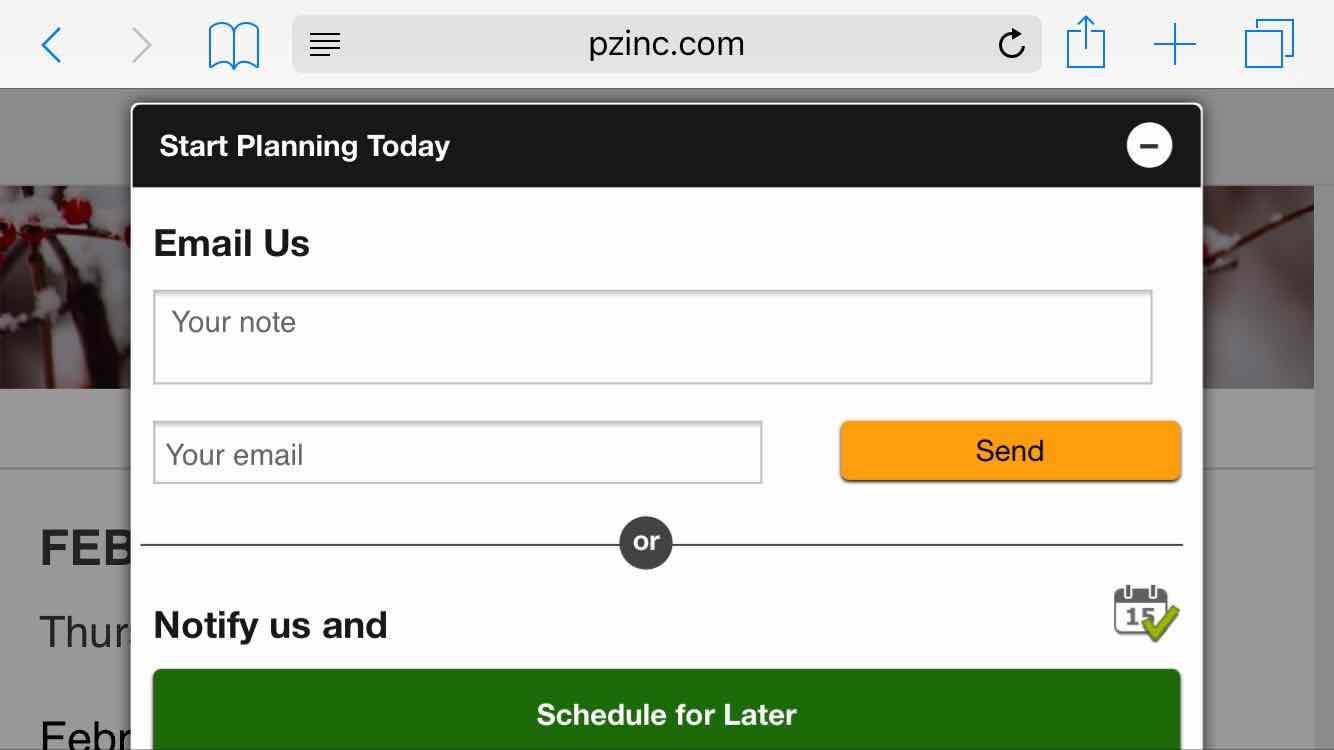 pzinc.com
Start Planning Today
Email Us
Your note
Your email
Send
or
Notify us and
15
Schedule for Later
FEB
Thurs
Febr